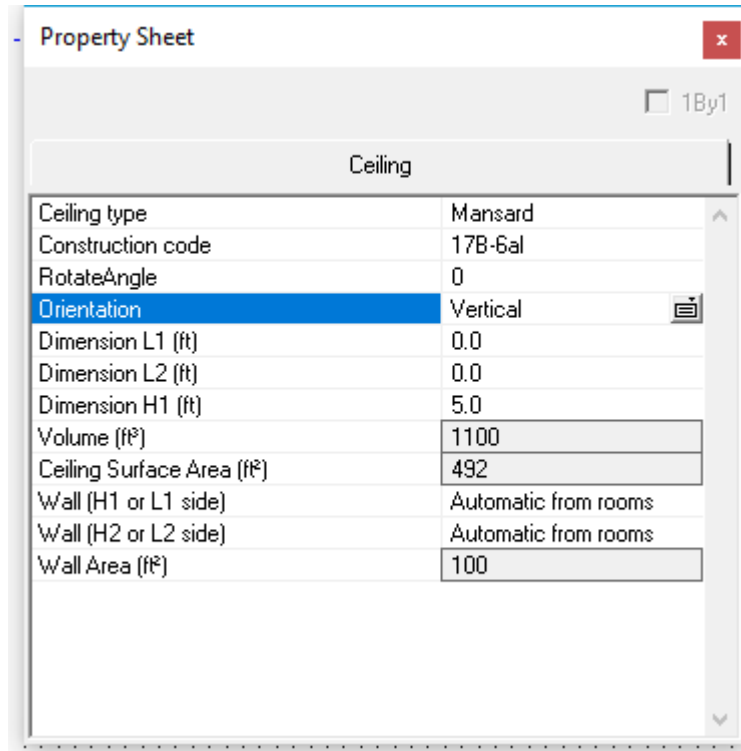 Property Sheet
x
1By1
Ceiling
Ceiling type Mansard
Construction code 17B-6al
RotateAngle 0
Orientation Vertical
Dimension L1 (ft) 0.0
Dimension L2 (ft) 0.0
Dimension H1 (ft) 5.0
Volume (ft³) 1100
Ceiling Surface Area (ft²) 492
Wall (H1 or L1 side) Automatic from rooms
Wall (H2 or L2 side) Automatic from rooms
Wall Area (ft²) 100